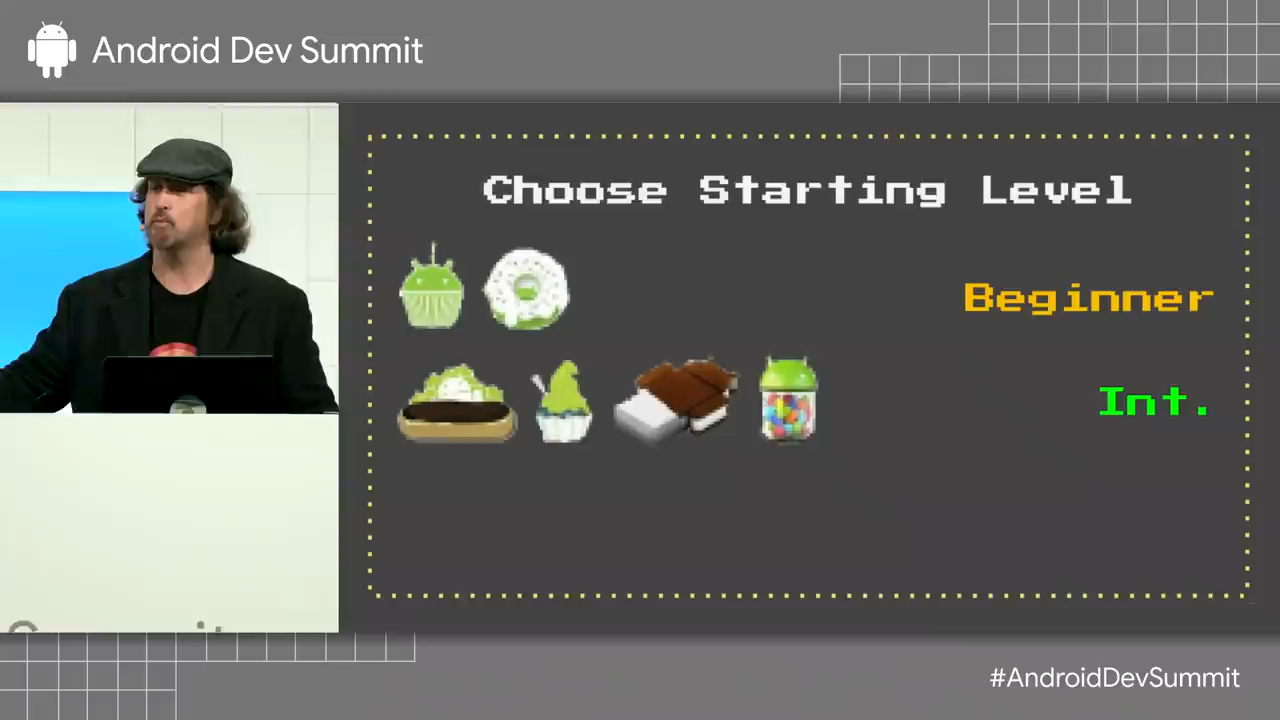 Android Dev Summit
Choose Starting Level
Beginner
Int.
#AndroidDevSummit